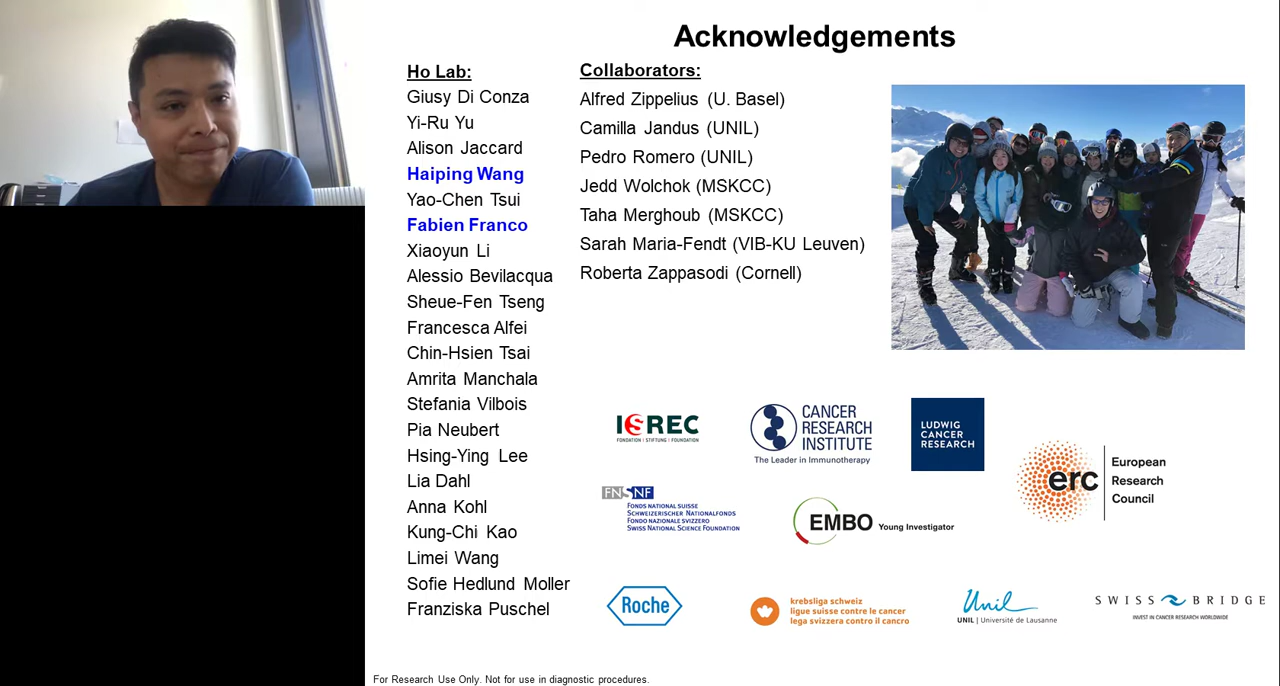 Acknowledgements
Ho Lab:
Giusy Di Conza
Yi-Ru Yu
Alison Jaccard
Haiping Wang
Yao-Chen Tsui
Fabien Franco
Xiaoyun Li
Alessio Bevilacqua
Sheue-Fen Tseng
Francesca Alfei
Chin-Hsien Tsai
Amrita Manchala
Stefania Vilbois
Pia Neubert
Hsing-Ying Lee
Lia Dahl
Anna Kohl
Kung-Chi Kao
Limei Wang
Sofie Hedlund Moller
Franziska Puschel
Collaborators:
Alfred Zippelius (U. Basel)
Camilla Jandus (UNIL)
Pedro Romero (UNIL)
Jedd Wolchok (MSKCC)
Taha Merghoub (MSKCC)
Sarah Maria-Fendt (VIB-KU Leuven)
Roberta Zappasodi (Cornell)
ISREC
FONDATION | STIFTUNG | FOUNDATION
CANCER
RESEARCH
INSTITUTE
The Leader in Immunotherapy
LUDWIG
CANCER
RESEARCH
erc
European
Research
Council
FNSNF
FONDS NATIONAL SUISSE
SCHWEIZERISCHER NATIONALFONDS
FONDO NAZIONALE SVIZZERO
SWISS NATIONAL SCIENCE FOUNDATION
EMBO Young Investigator
Roche
krebsliga schweiz
ligue suisse contre le cancer
lega svizzera contro il cancro
Unil
UNIL | Université de Lausanne
SWISS BRIDGE
INVEST IN CANCER RESEARCH WORLDWIDE
For Research Use Only. Not for use in diagnostic procedures.